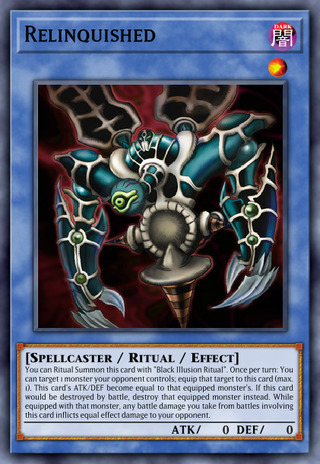 RELINQUISHED
DARK
闇
[SPELLCASTER / RITUAL / EFFECT]
You can Ritual Summon this card with "Black Illusion Ritual". Once per turn: You
can target 1 monster your opponent controls; equip that target to this card (max.
1). This card's ATK/DEF become equal to that equipped monster's. If this card
would be destroyed by battle, destroy that equipped monster instead. While
equipped with that monster, any battle damage you take from battles involving
this card inflicts equal effect damage to your opponent.
ATK/ 0 DEF/ 0